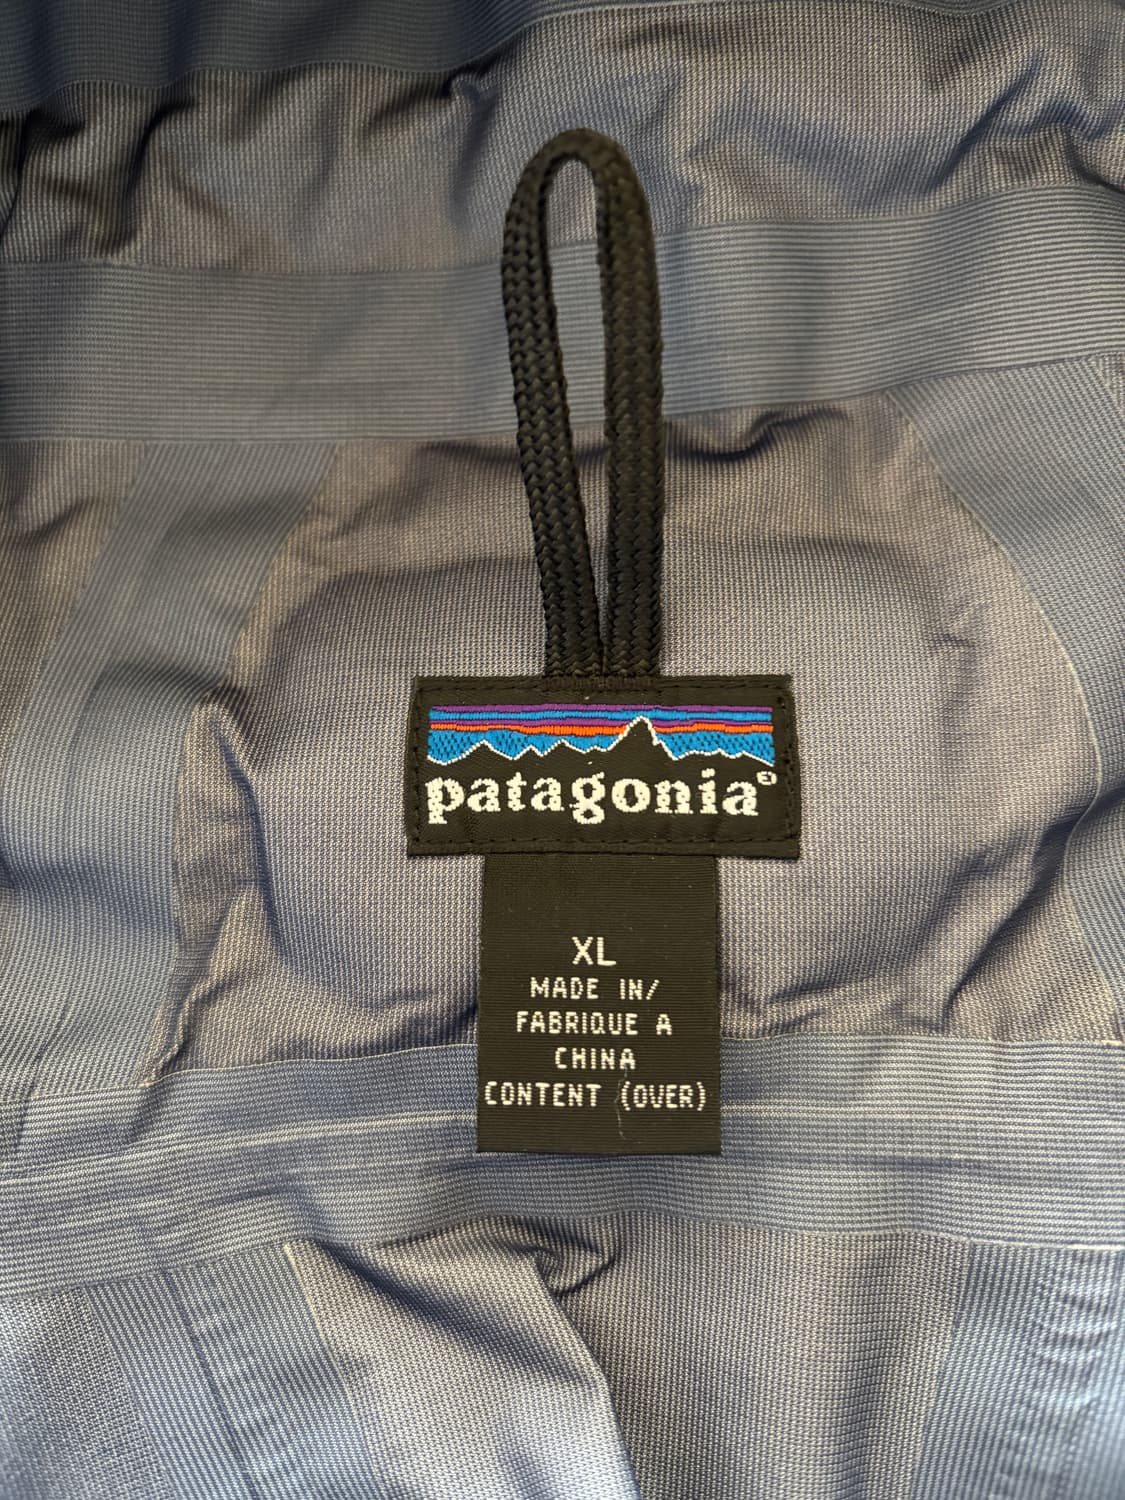 patagonia®
XL
MADE IN/
FABRIQUE A
CHINA
CONTENT (OVER)